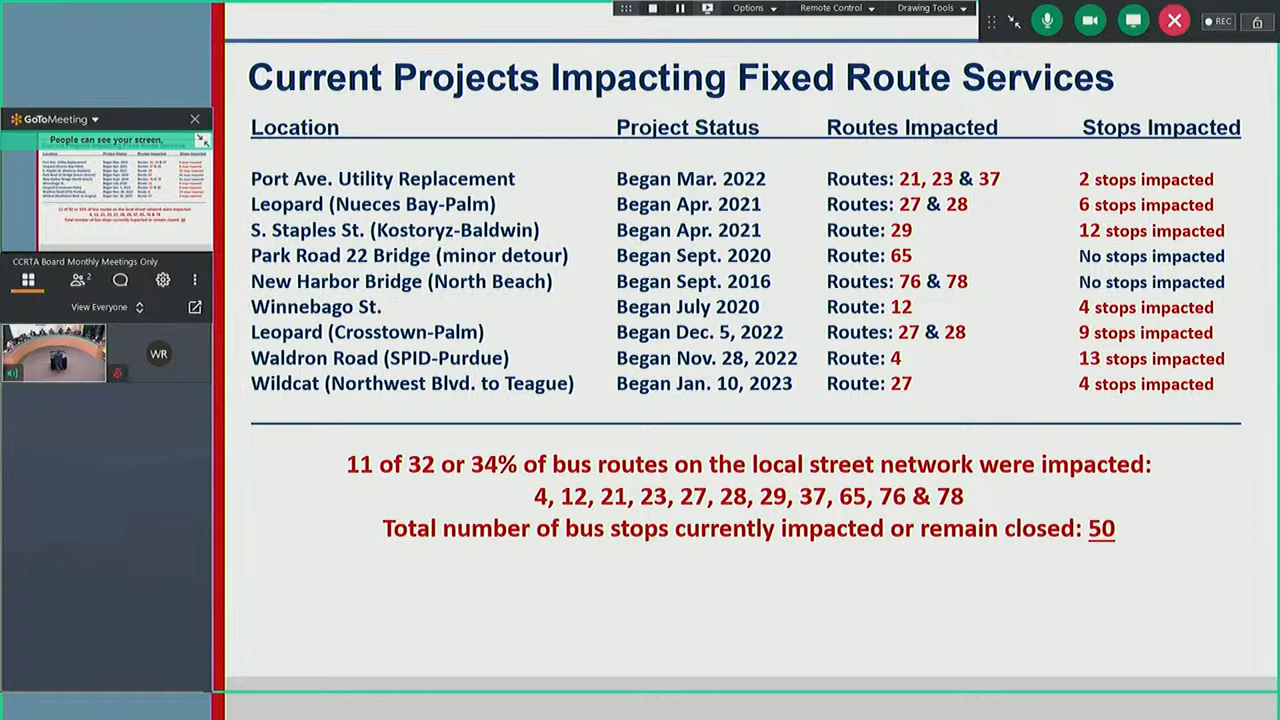 Options
Remote Control
Drawing Tools
REC
GoToMeeting
People can see your screen,
CCRTA Board Monthly Meetings Only
2
View Everyone
WR
Current Projects Impacting Fixed Route Services
Location Project Status Routes Impacted Stops Impacted
Port Ave. Utility Replacement Began Mar. 2022 Routes: 21, 23 & 37 2 stops impacted
Leopard (Nueces Bay-Palm) Began Apr. 2021 Routes: 27 & 28 6 stops impacted
S. Staples St. (Kostoryz-Baldwin) Began Apr. 2021 Route: 29 12 stops impacted
Park Road 22 Bridge (minor detour) Began Sept. 2020 Route: 65 No stops impacted
New Harbor Bridge (North Beach) Began Sept. 2016 Routes: 76 & 78 No stops impacted
Winnebago St. Began July 2020 Route: 12 4 stops impacted
Leopard (Crosstown-Palm) Began Dec. 5, 2022 Routes: 27 & 28 9 stops impacted
Waldron Road (SPID-Purdue) Began Nov. 28, 2022 Route: 4 13 stops impacted
Wildcat (Northwest Blvd. to Teague) Began Jan. 10, 2023 Route: 27 4 stops impacted
11 of 32 or 34% of bus routes on the local street network were impacted:
4, 12, 21, 23, 27, 28, 29, 37, 65, 76 & 78
Total number of bus stops currently impacted or remain closed: 50